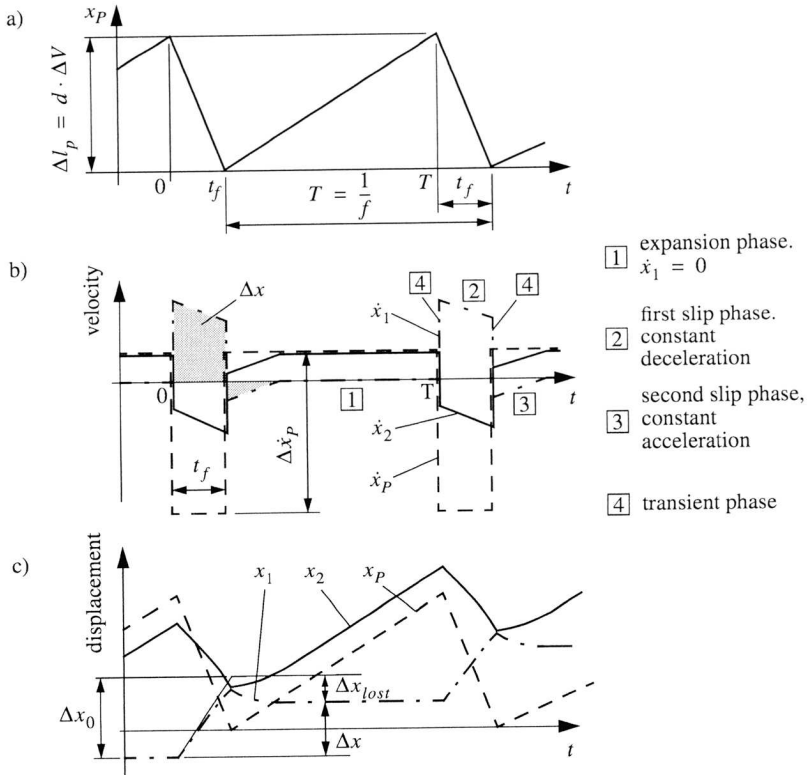 a)
x_P
Δl_p = d · ΔV
0
t_f
T = 1/f
T
t_f
t
b)
velocity
Δx
4
2
4
ẋ_1
0
1
T
3
t
ẋ_2
t_f
Δẋ_P
ẋ_P
1 expansion phase.
ẋ_1 = 0
first slip phase.
2 constant
deceleration
second slip phase,
3 constant
acceleration
4 transient phase
c)
displacement
x_1
x_2
x_P
Δx_0
Δx_lost
Δx
t